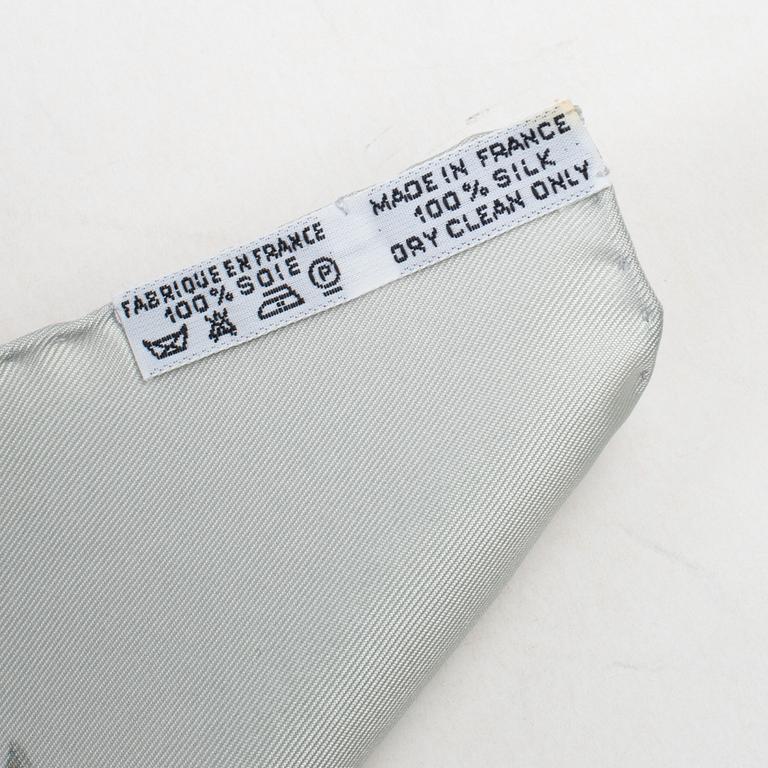 FABRIQUE EN FRANCE
100% SOIE
P
MADE IN FRANCE
100% SILK
DRY CLEAN ONLY